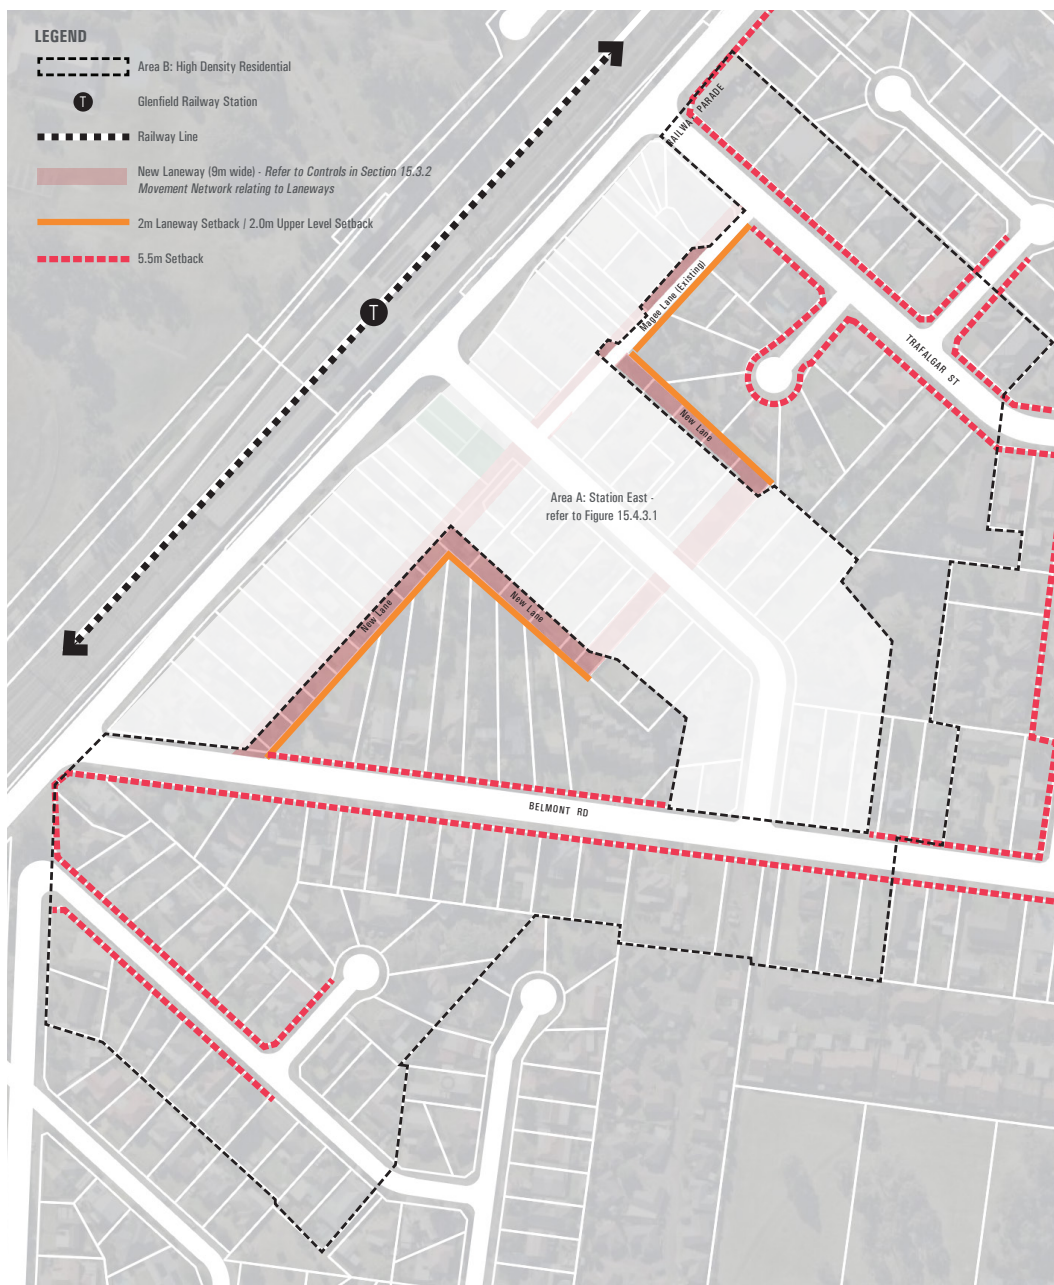 LEGEND
Area B: High Density Residential
T
Glenfield Railway Station
Railway Line
New Laneway (9m wide) - Refer to Controls in Section 15.3.2
Movement Network relating to Laneways
2m Laneway Setback / 2.0m Upper Level Setback
5.5m Setback
RAILWAY PARADE
T
Magee Lane (Existing)
TRAFALGAR ST
New Lane
Area A: Station East -
refer to Figure 15.4.3.1
New Lane
New Lane
BELMONT RD